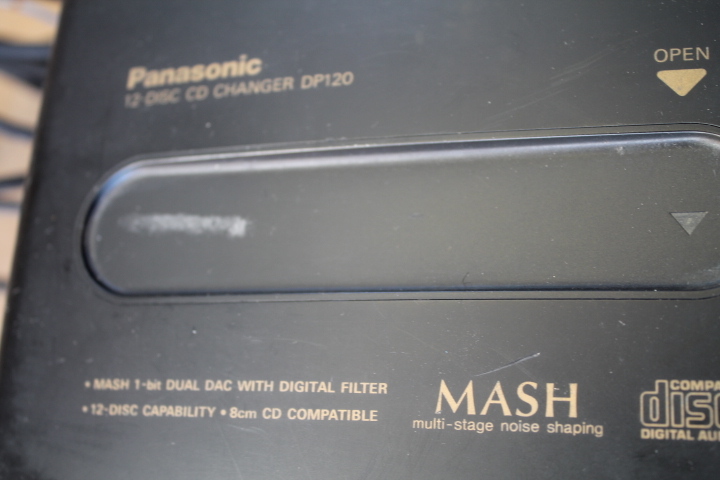 Panasonic
12-DISC CD CHANGER DP120
OPEN
• MASH 1-bit DUAL DAC WITH DIGITAL FILTER
• 12-DISC CAPABILITY • 8cm CD COMPATIBLE
MASH
multi-stage noise shaping
COMPA
disc
DIGITAL AU